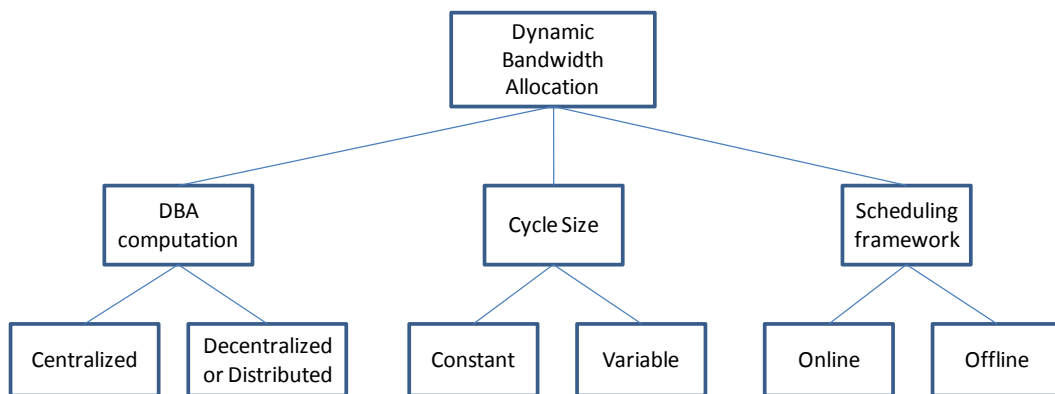 Dynamic
Bandwidth
Allocation
DBA
computation
Cycle Size
Scheduling
framework
Centralized
Decentralized
or Distributed
Constant
Variable
Online
Offline